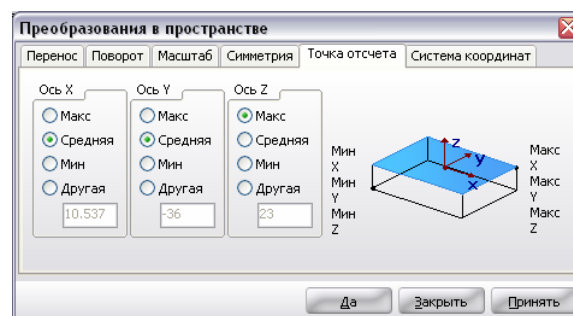 Преобразования в пространстве
Перенос Поворот Масштаб Симметрия Точка отсчета Система координат
Ось X Ось Y Ось Z
Макс Макс Макс
Средняя Средняя Средняя
Мин Мин Мин
Другая Другая Другая
10.537 -36 23
Мин X
Мин Y
Мин Z
z
y
x
Макс X
Макс Y
Макс Z
Да Закрыть Принять